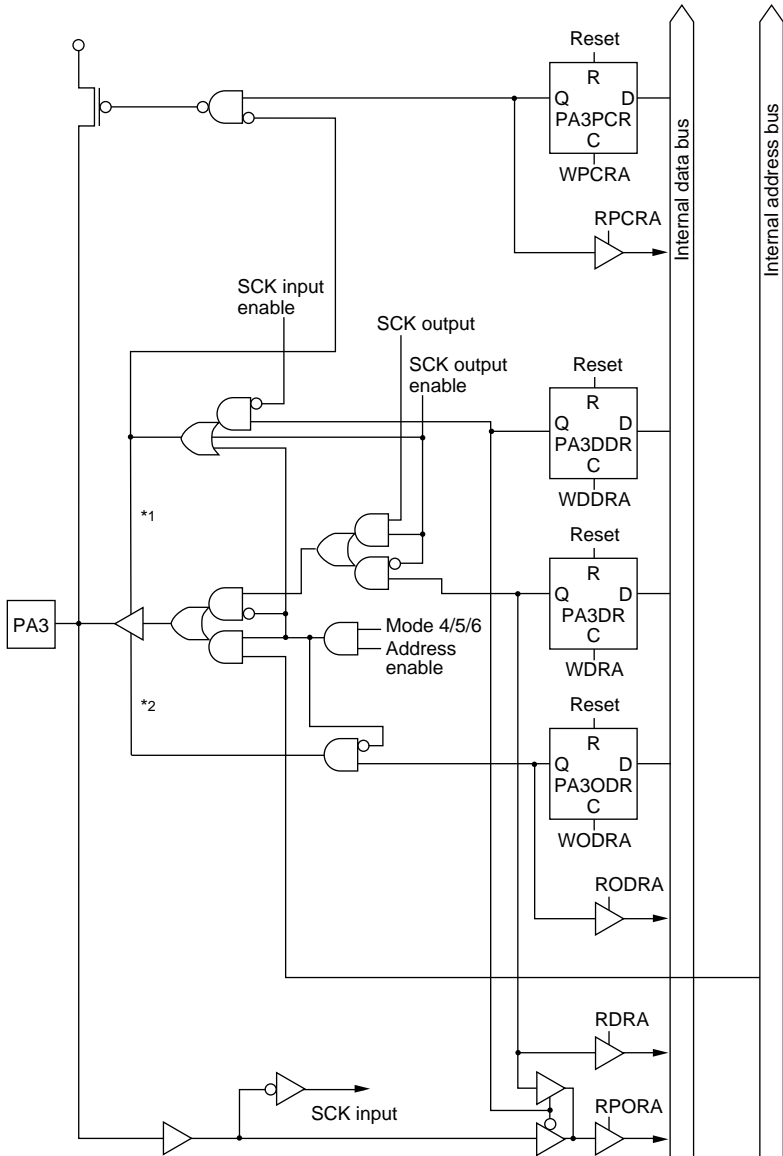 Reset
R
Q D
PA3PCR
C
WPCRA
RPCRA
Internal data bus
Internal address bus
SCK input
enable
SCK output
SCK output
enable
Reset
R
Q D
PA3DDR
C
WDDRA
*1
Reset
R
Q D
PA3DR
C
WDRA
PA3
Mode 4/5/6
Address
enable
*2
Reset
R
Q D
PA3ODR
C
WODRA
RODRA
RDRA
SCK input
RPORA